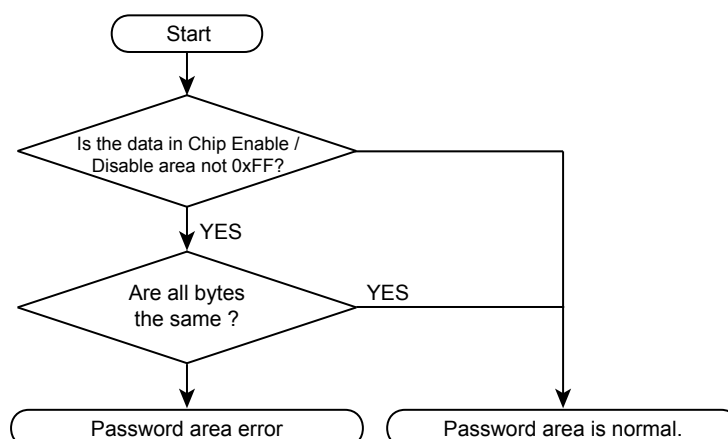 Start
Is the data in Chip Enable /
Disable area not 0xFF?
YES
Are all bytes
the same ?
YES
Password area error
Password area is normal.